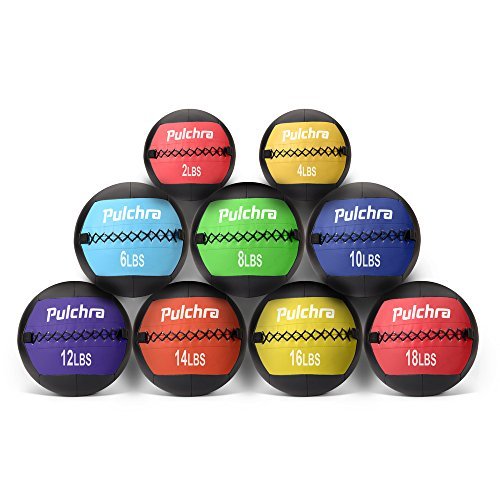 Pulchra
2LBS
Pulchra
4LBS
Pulchra
6LBS
Pulchra
8LBS
Pulchra
10LBS
Pulchra
12LBS
Pulchra
14LBS
Pulchra
16LBS
Pulchra
18LBS